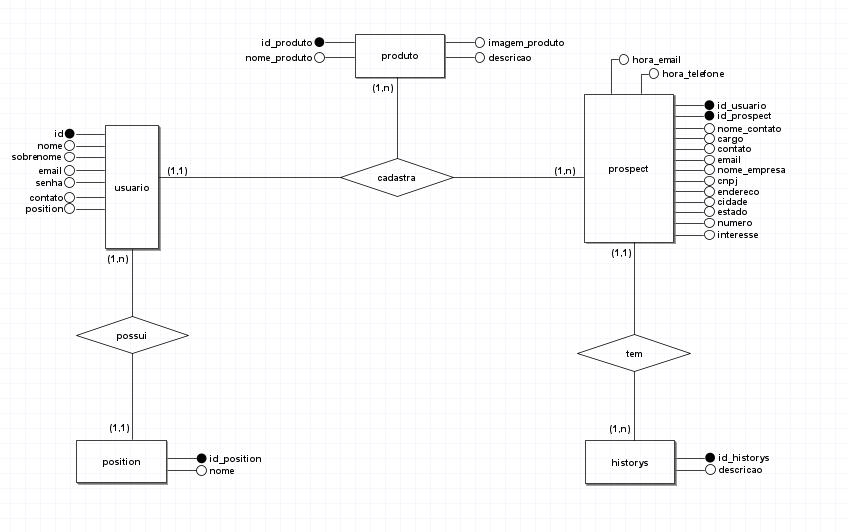 id_produto
nome_produto
produto
imagem_produto
descricao
(1,n)
hora_email
hora_telefone
id
nome
sobrenome
email
senha
contato
position
usuario
(1,1)
cadastra
(1,n)
prospect
id_usuario
id_prospect
nome_contato
cargo
contato
email
nome_empresa
cnpj
endereco
cidade
estado
numero
interesse
(1,n)
(1,1)
possui
tem
(1,1)
(1,n)
position
id_position
nome
historys
id_historys
descricao